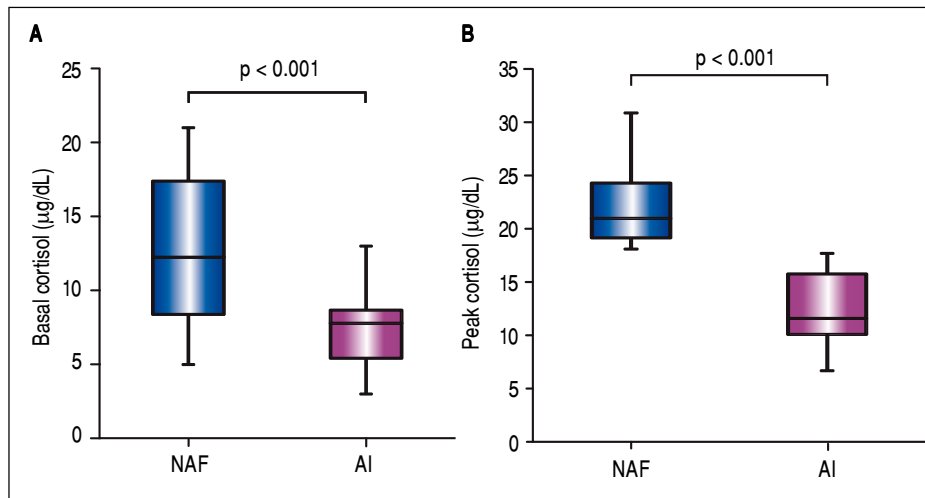 A
p < 0.001
Basal cortisol (µg/dL)
25
20
15
10
5
0
NAF
AI
B
p < 0.001
Peak cortisol (µg/dL)
35
30
25
20
15
10
5
0
NAF
AI